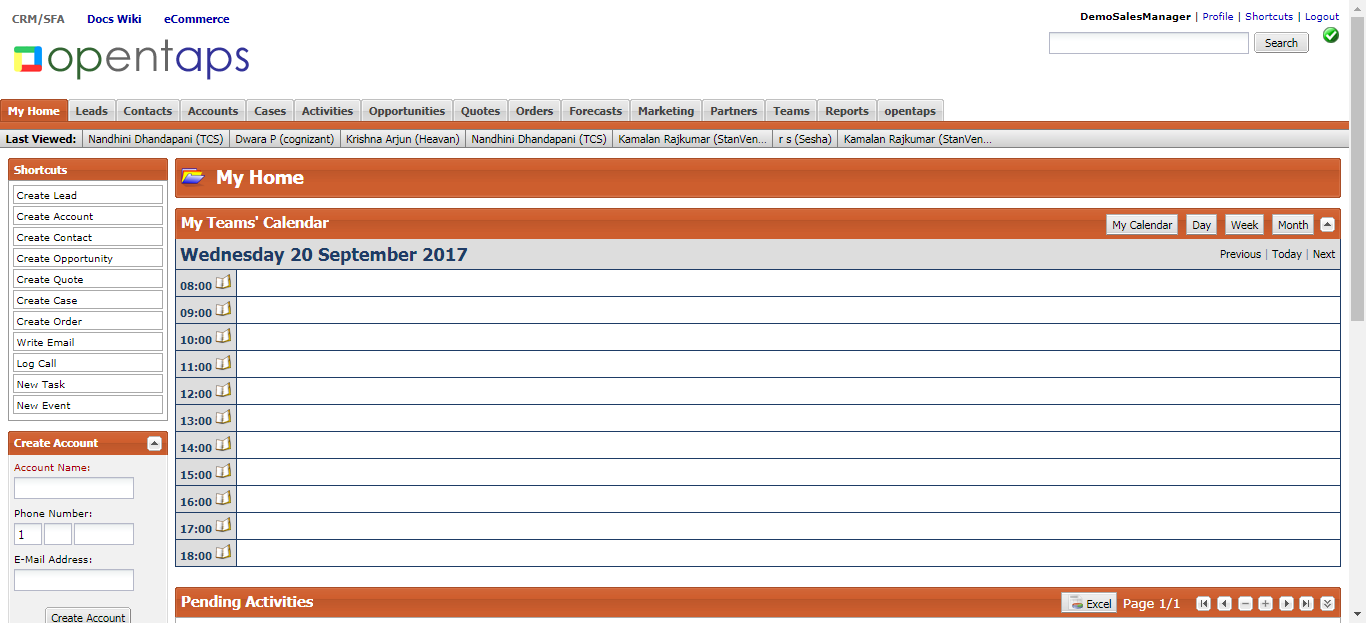 CRM/SFA Docs Wiki eCommerce
DemoSalesManager | Profile | Shortcuts | Logout
opentaps
Search
My Home Leads Contacts Accounts Cases Activities Opportunities Quotes Orders Forecasts Marketing Partners Teams Reports opentaps
Last Viewed: Nandhini Dhandapani (TCS) Dwara P (cognizant) Krishna Arjun (Heavan) Nandhini Dhandapani (TCS) Kamalan Rajkumar (StanVen... r s (Sesha) Kamalan Rajkumar (StanVen...
Shortcuts
Create Lead
Create Account
Create Contact
Create Opportunity
Create Quote
Create Case
Create Order
Write Email
Log Call
New Task
New Event
Create Account
Account Name:
Phone Number:
1
E-Mail Address:
Create Account
My Home
My Teams' Calendar My Calendar Day Week Month
Wednesday 20 September 2017 Previous | Today | Next
08:00
09:00
10:00
11:00
12:00
13:00
14:00
15:00
16:00
17:00
18:00
Pending Activities Excel Page 1/1